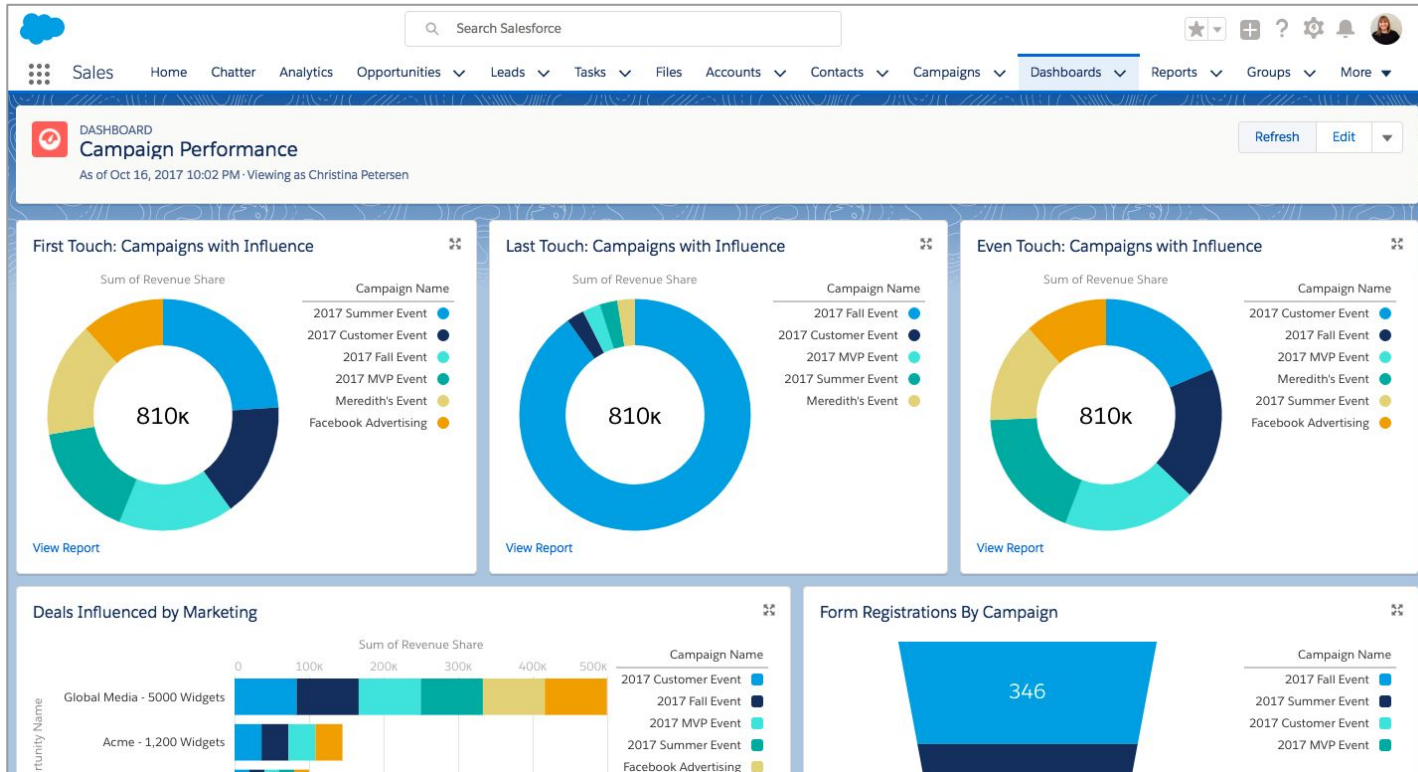 Search Salesforce
Sales Home Chatter Analytics Opportunities Leads Tasks Files Accounts Contacts Campaigns Dashboards Reports Groups More
DASHBOARD
Campaign Performance
As of Oct 16, 2017 10:02 PM·Viewing as Christina Petersen
Refresh Edit
First Touch: Campaigns with Influence
Sum of Revenue Share
Campaign Name
2017 Summer Event
2017 Customer Event
2017 Fall Event
2017 MVP Event
Meredith's Event
Facebook Advertising
810K
View Report
Last Touch: Campaigns with Influence
Sum of Revenue Share
Campaign Name
2017 Fall Event
2017 Customer Event
2017 MVP Event
2017 Summer Event
Meredith's Event
810K
View Report
Even Touch: Campaigns with Influence
Sum of Revenue Share
Campaign Name
2017 Customer Event
2017 Fall Event
2017 MVP Event
Meredith's Event
2017 Summer Event
Facebook Advertising
810K
View Report
Deals Influenced by Marketing
Sum of Revenue Share
0 100K 200K 300K 400K 500K
Global Media - 5000 Widgets
Acme - 1,200 Widgets
Name
Campaign Name
2017 Customer Event
2017 Fall Event
2017 MVP Event
2017 Summer Event
Facebook Advertising
Form Registrations By Campaign
346
Campaign Name
2017 Fall Event
2017 Summer Event
2017 Customer Event
2017 MVP Event